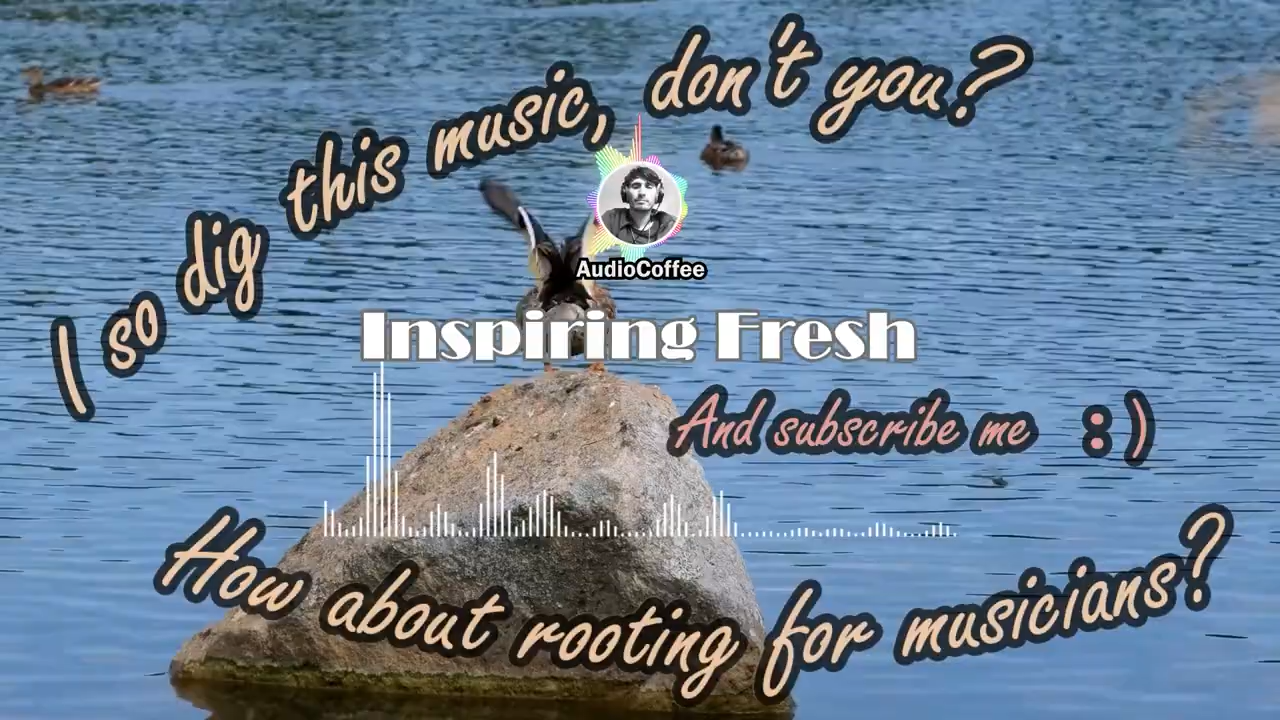 I so dig this music, don't you?
AudioCoffee
Inspiring Fresh
And subscribe me :)
How about rooting for musicians?